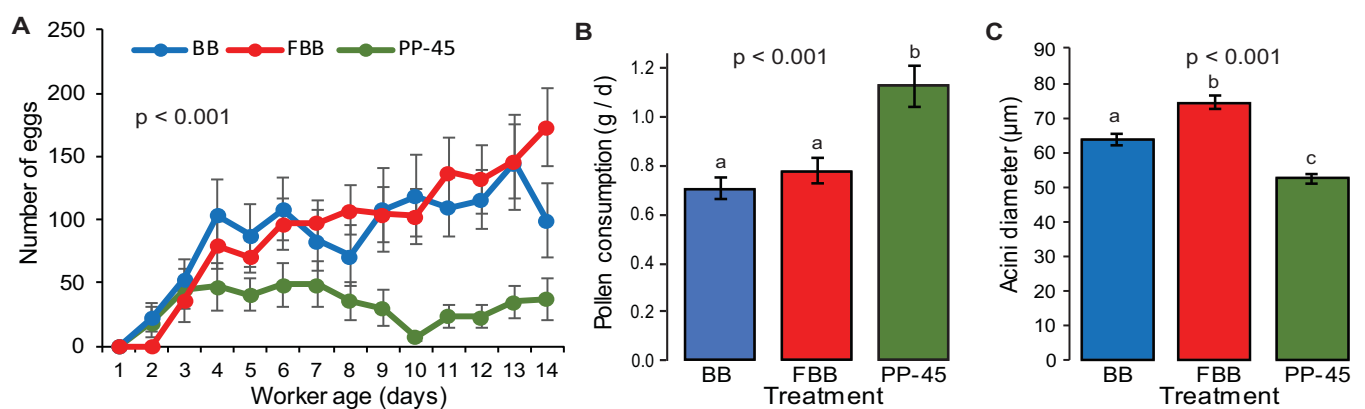 A
Number of eggs
250
200
150
100
50
0
BB FBB PP-45
p < 0.001
1 2 3 4 5 6 7 8 9 10 11 12 13 14
Worker age (days)
B
Pollen consumption (g / d)
1.2
1.0
0.8
0.6
0.4
0.2
0.0
p < 0.001
a a b
BB FBB PP-45
Treatment
C
Acini diameter (µm)
90
80
70
60
50
40
30
20
10
0
p < 0.001
a b c
BB FBB PP-45
Treatment